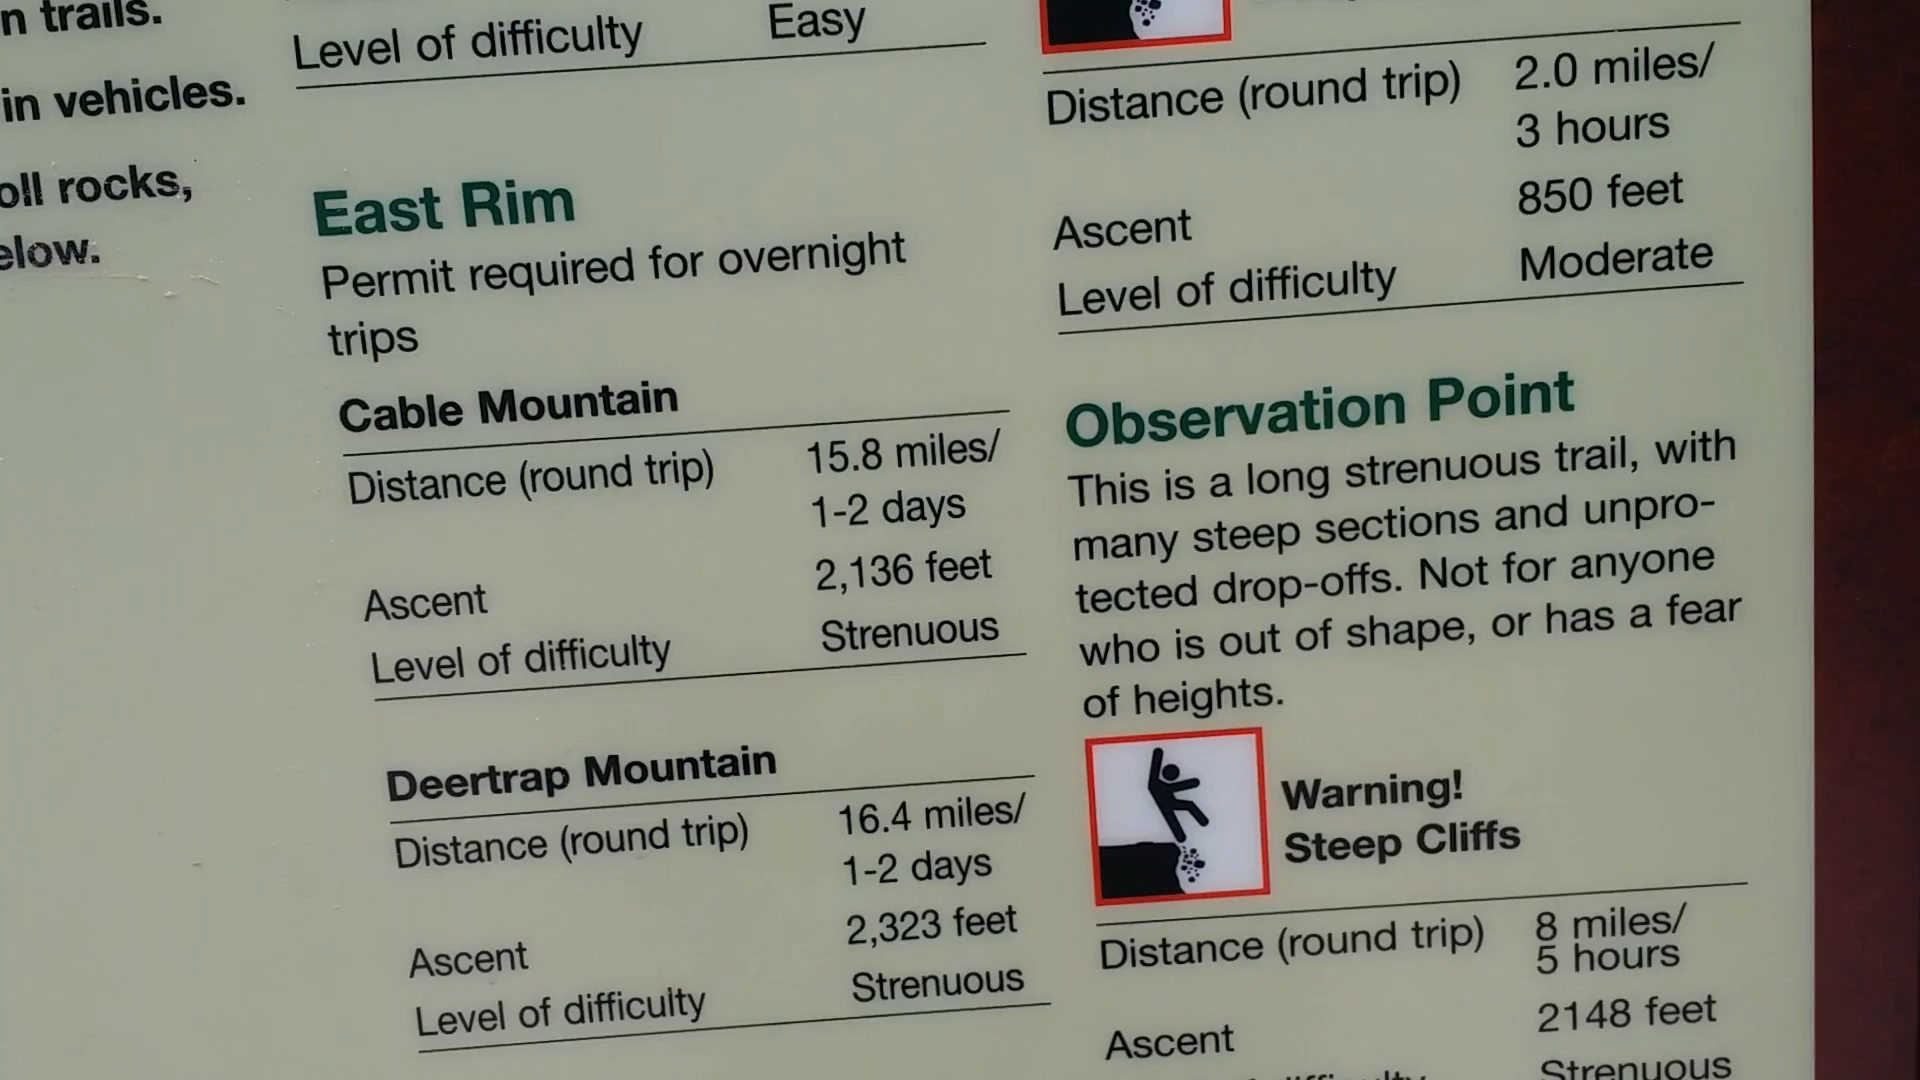 n trails.
in vehicles.
oll rocks,
elow.
Level of difficulty Easy
East Rim
Permit required for overnight
trips
Cable Mountain
Distance (round trip) 15.8 miles/
1-2 days
Ascent 2,136 feet
Level of difficulty Strenuous
Deertrap Mountain
Distance (round trip) 16.4 miles/
1-2 days
Ascent 2,323 feet
Level of difficulty Strenuous
Distance (round trip) 2.0 miles/
3 hours
Ascent 850 feet
Level of difficulty Moderate
Observation Point
This is a long strenuous trail, with
many steep sections and unpro-
tected drop-offs. Not for anyone
who is out of shape, or has a fear
of heights.
Warning!
Steep Cliffs
Distance (round trip) 8 miles/
5 hours
Ascent 2148 feet
Strenuous